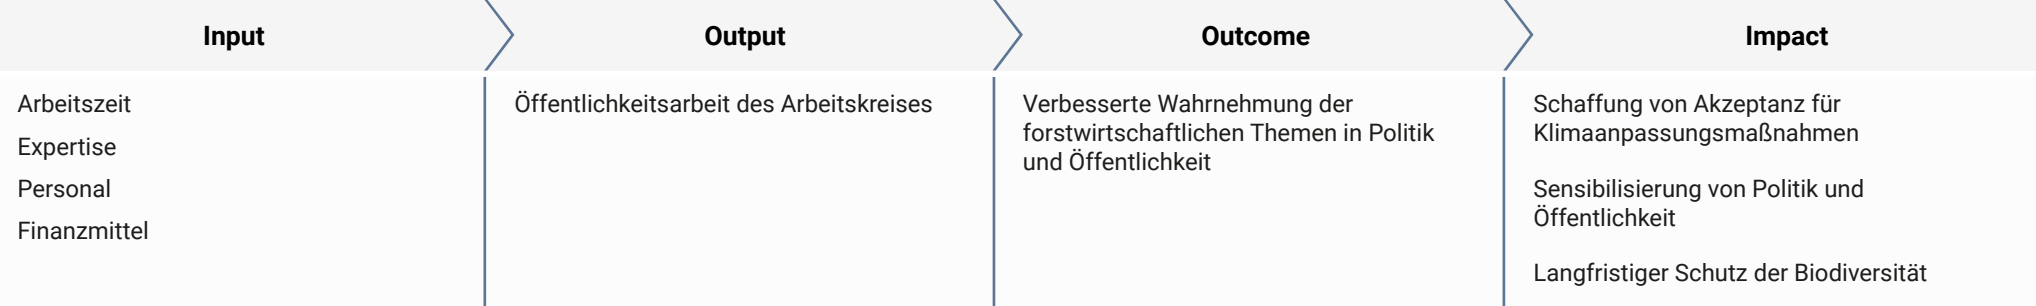 Input
Output
Outcome
Impact
Arbeitszeit
Expertise
Personal
Finanzmittel
Öffentlichkeitsarbeit des Arbeitskreises
Verbesserte Wahrnehmung der
forstwirtschaftlichen Themen in Politik
und Öffentlichkeit
Schaffung von Akzeptanz für
Klimaanpassungsmaßnahmen
Sensibilisierung von Politik und
Öffentlichkeit
Langfristiger Schutz der Biodiversität